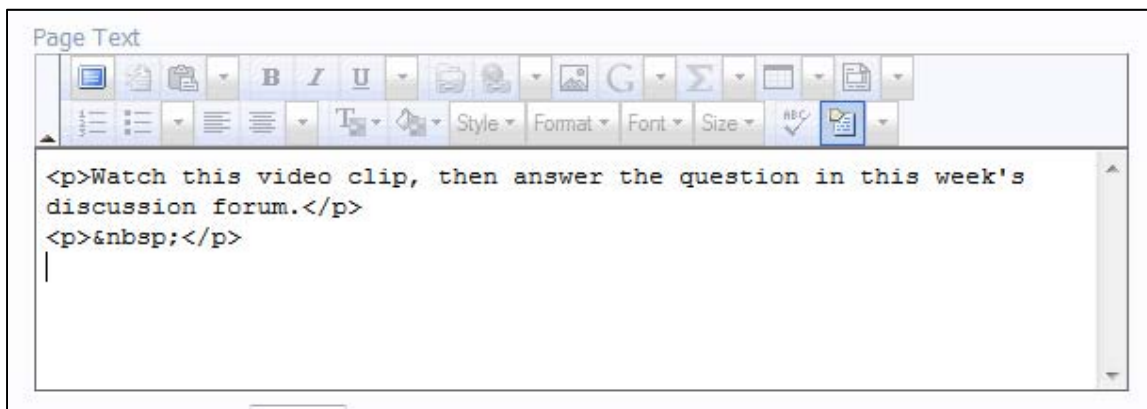 Page Text
B I U G Σ
Style Format Font Size ABC
<p>Watch this video clip, then answer the question in this week's
discussion forum.</p>
<p>&nbsp;</p>